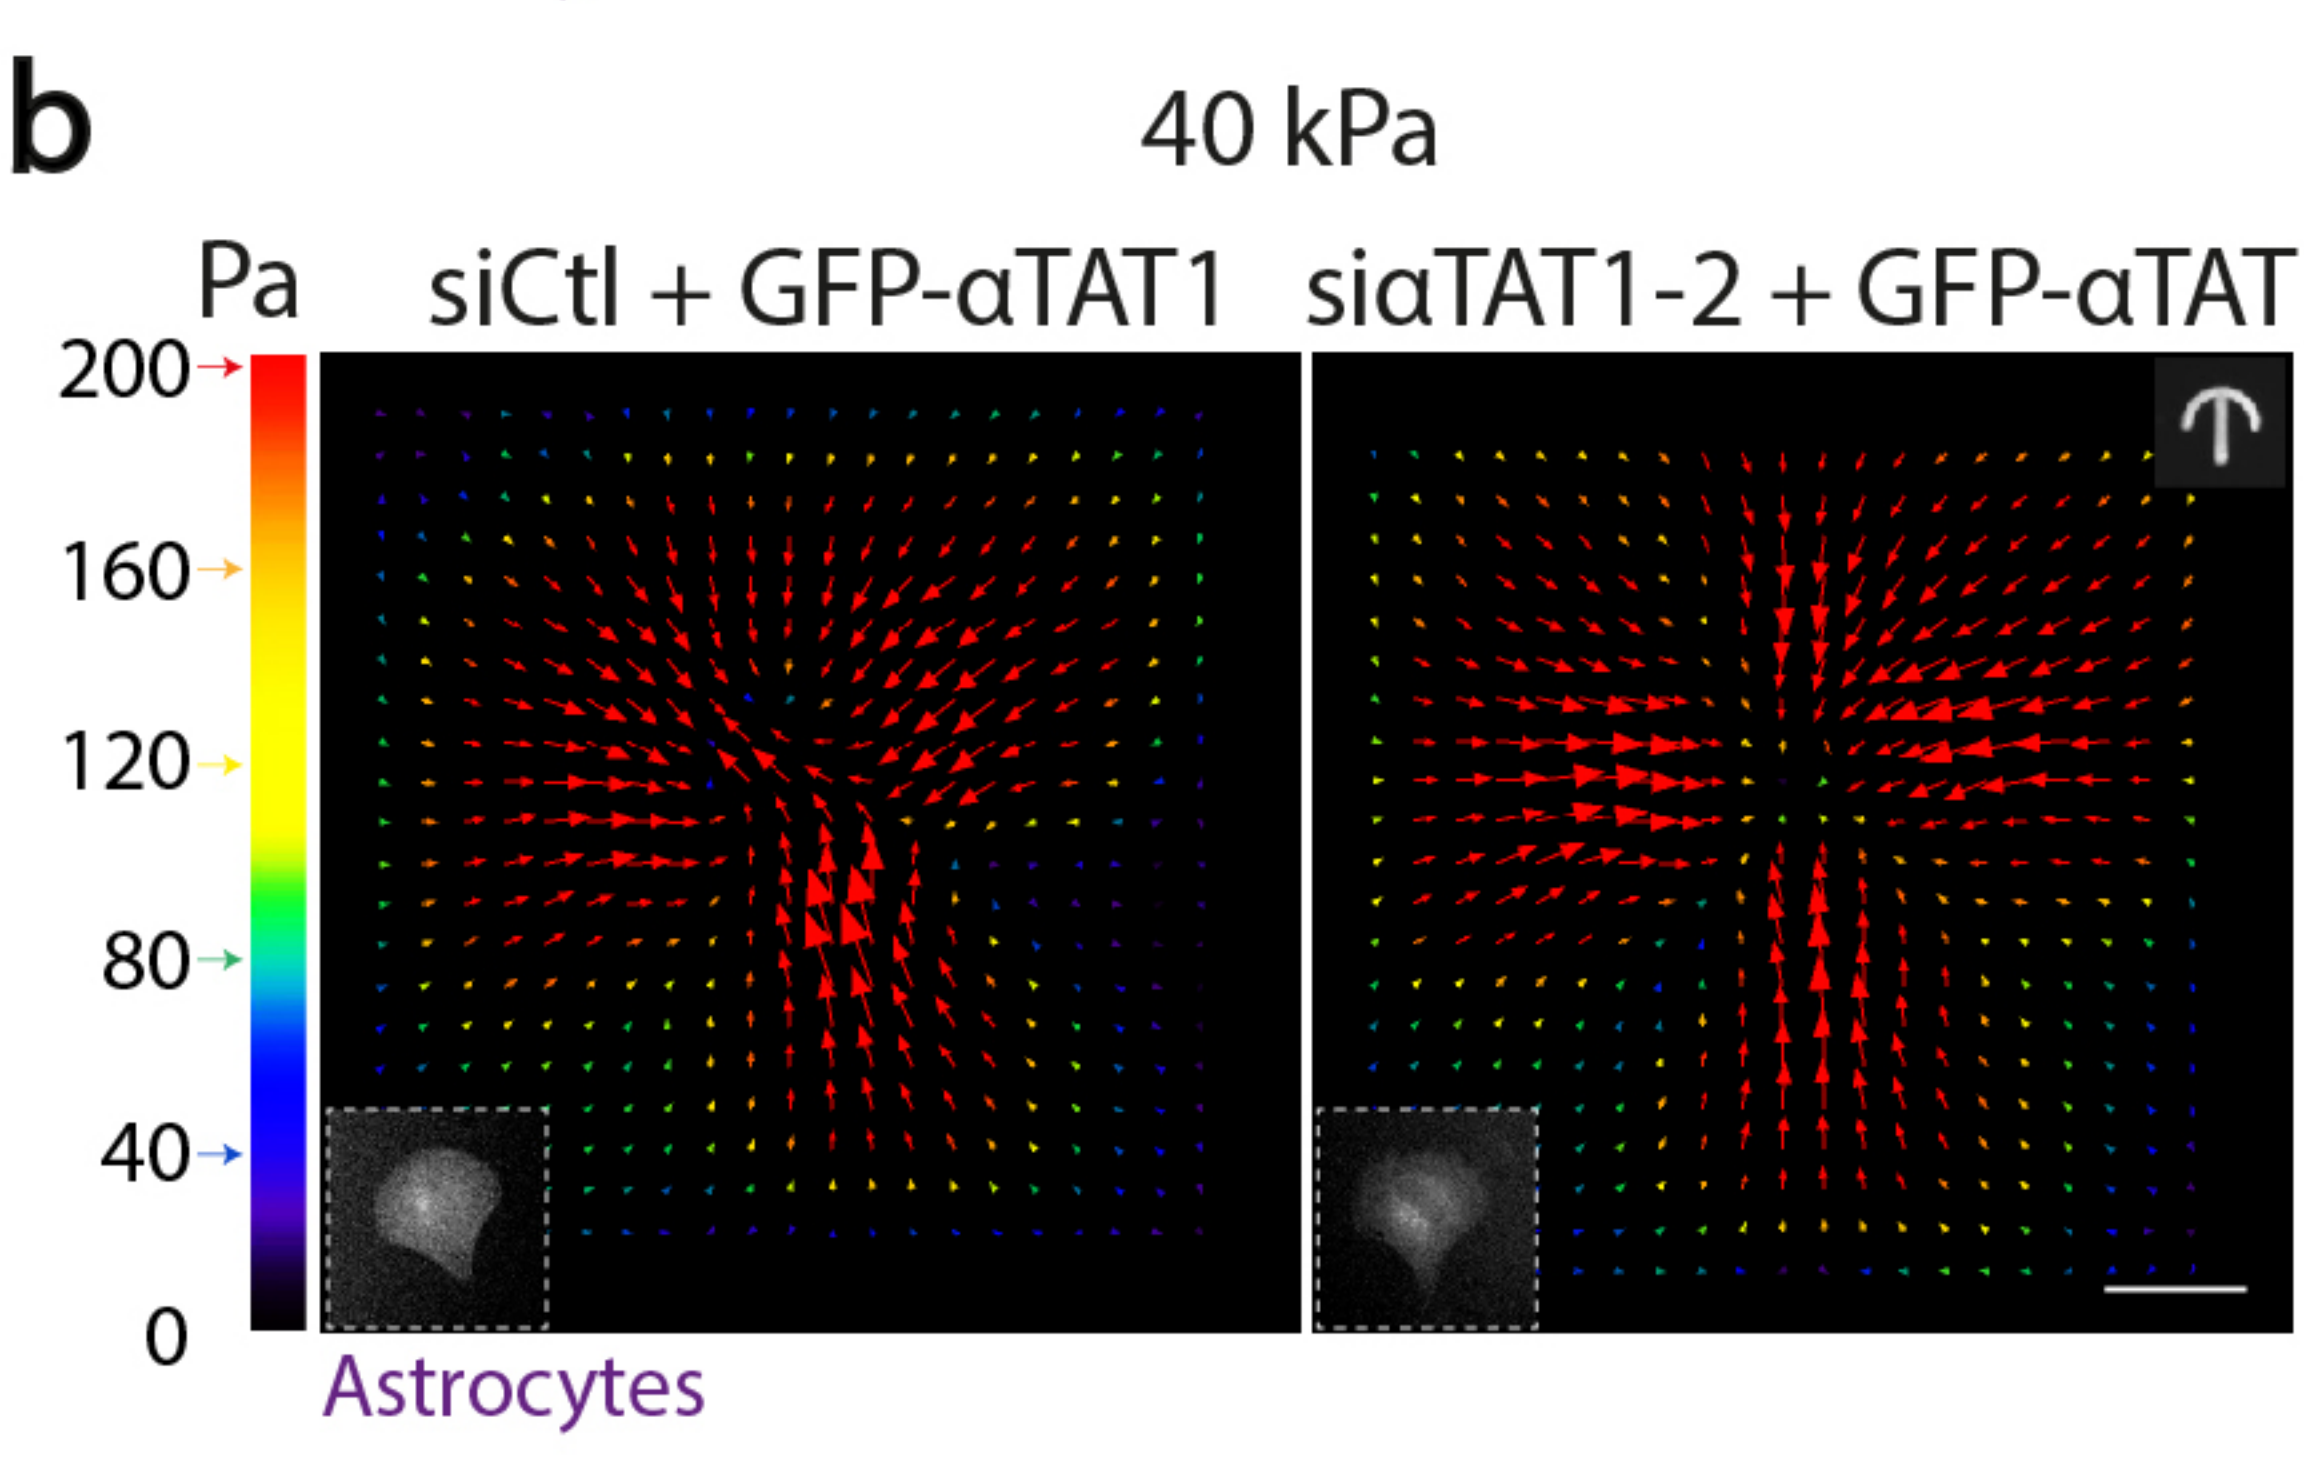 b
40 kPa
Pa siCtl + GFP-αTAT1 siαTAT1-2 + GFP-αTAT
200
160
120
80
40
0
Astrocytes